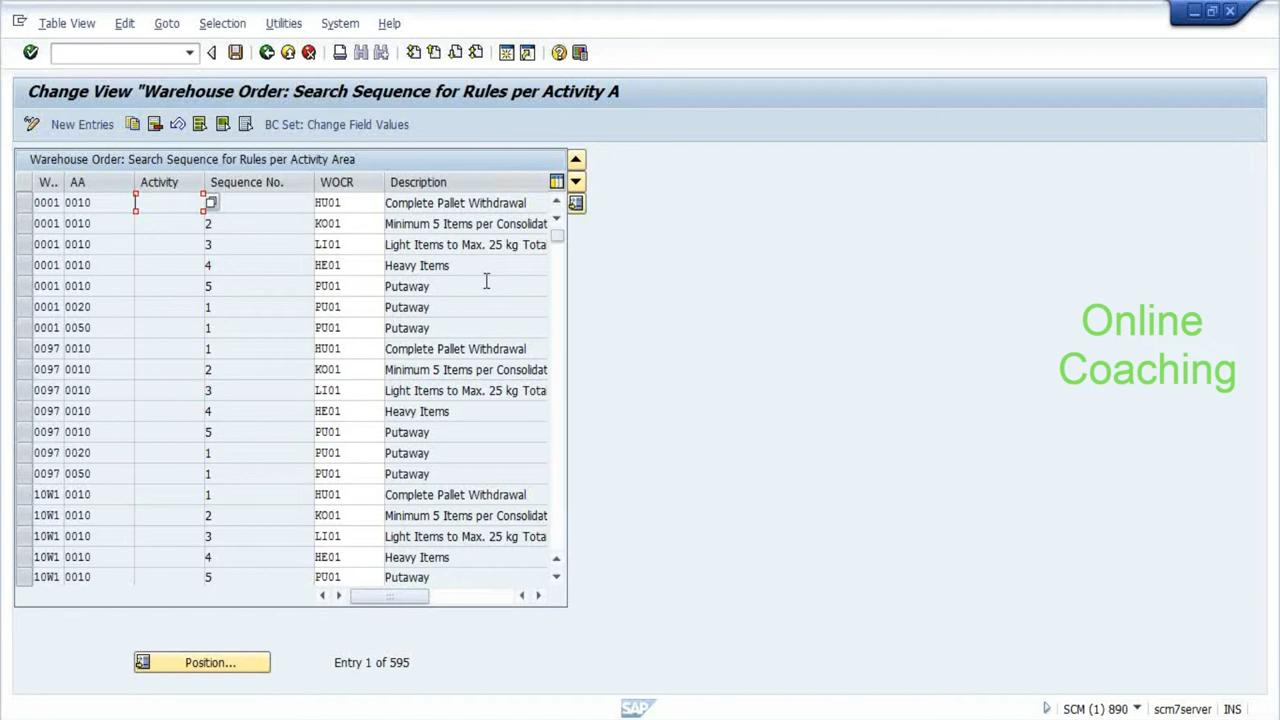 Table View Edit Goto Selection Utilities System Help
Change View "Warehouse Order: Search Sequence for Rules per Activity A
New Entries BC Set: Change Field Values
Warehouse Order: Search Sequence for Rules per Activity Area
W.. AA Activity Sequence No. WOCR Description
0001 0010 HU01 Complete Pallet Withdrawal
0001 0010 2 KO01 Minimum 5 Items per Consolidat
0001 0010 3 LI01 Light Items to Max. 25 kg Tota
0001 0010 4 HE01 Heavy Items
0001 0010 5 PU01 Putaway
0001 0020 1 PU01 Putaway
0001 0050 1 PU01 Putaway
0097 0010 1 HU01 Complete Pallet Withdrawal
0097 0010 2 KO01 Minimum 5 Items per Consolidat
0097 0010 3 LI01 Light Items to Max. 25 kg Tota
0097 0010 4 HE01 Heavy Items
0097 0010 5 PU01 Putaway
0097 0020 1 PU01 Putaway
0097 0050 1 PU01 Putaway
10W1 0010 1 HU01 Complete Pallet Withdrawal
10W1 0010 2 KO01 Minimum 5 Items per Consolidat
10W1 0010 3 LI01 Light Items to Max. 25 kg Tota
10W1 0010 4 HE01 Heavy Items
10W1 0010 5 PU01 Putaway
Position... Entry 1 of 595
Online
Coaching
SAP SCM (1) 890 scm7server INS